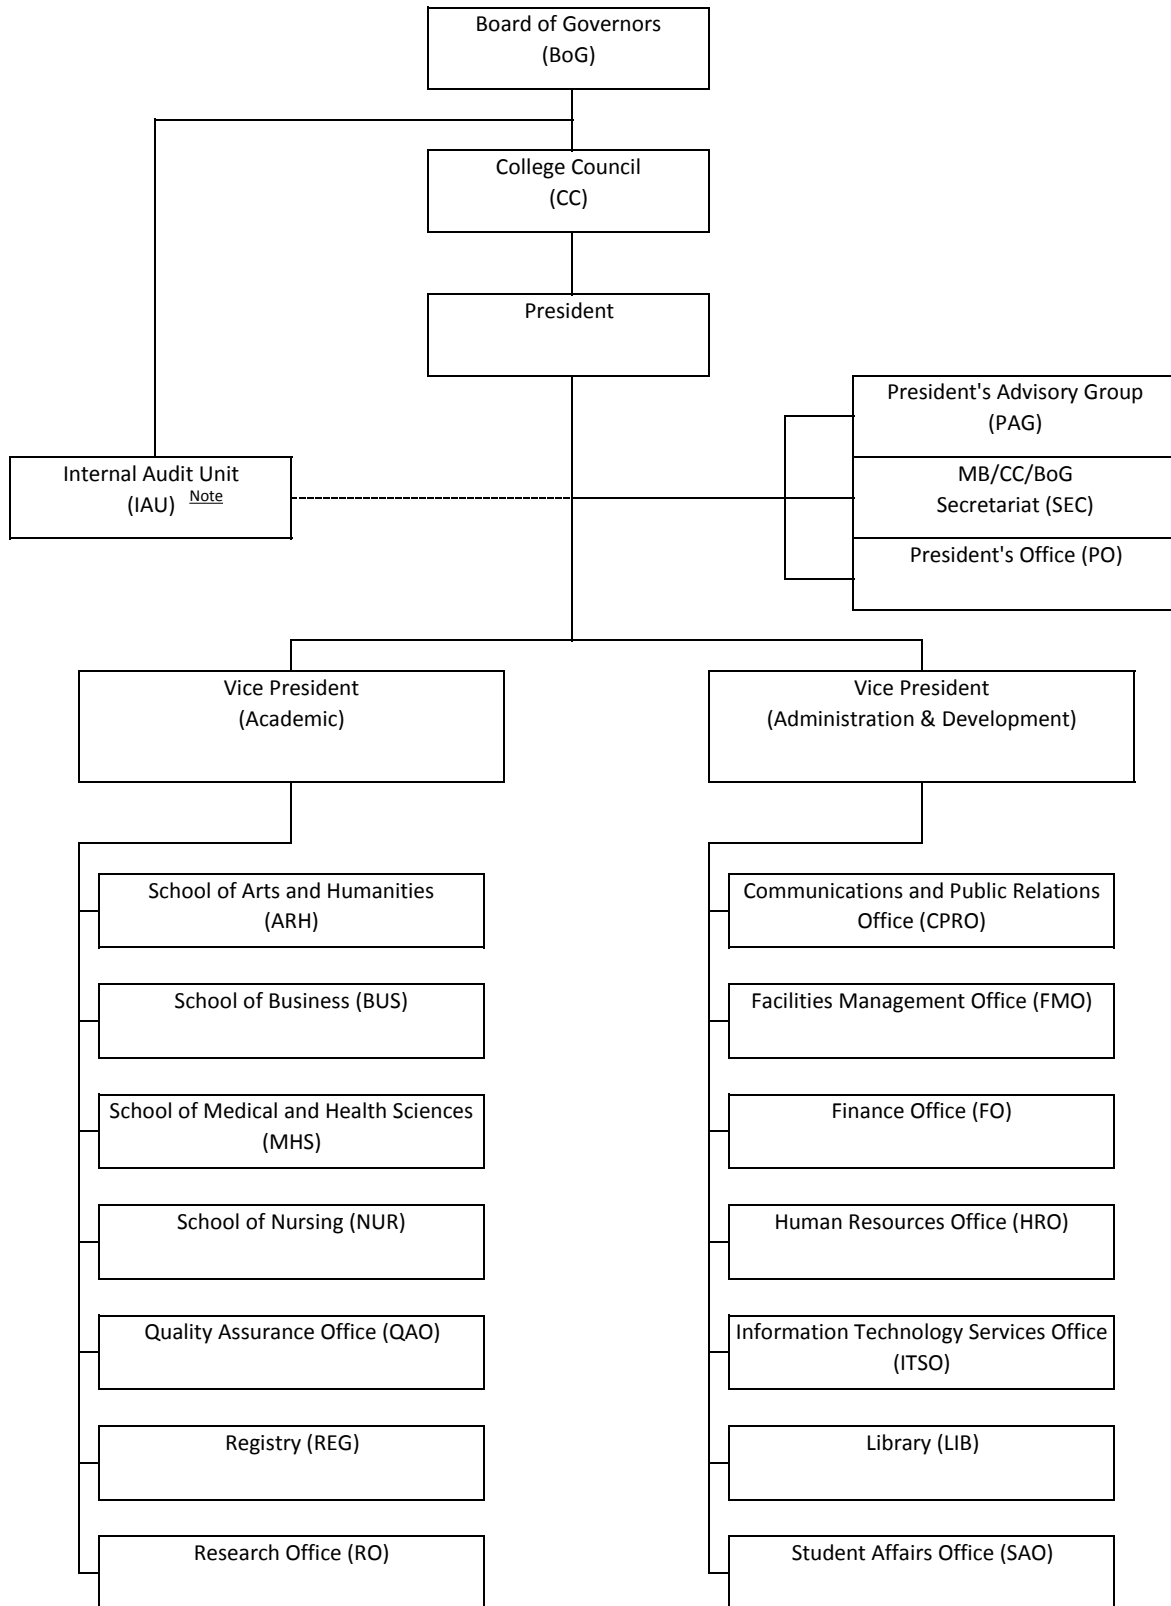 Board of Governors
(BoG)
College Council
(CC)
President
President's Advisory Group
(PAG)
Internal Audit Unit
(IAU) Note
MB/CC/BoG
Secretariat (SEC)
President's Office (PO)
Vice President
(Academic)
Vice President
(Administration & Development)
School of Arts and Humanities
(ARH)
School of Business (BUS)
School of Medical and Health Sciences
(MHS)
School of Nursing (NUR)
Quality Assurance Office (QAO)
Registry (REG)
Research Office (RO)
Communications and Public Relations
Office (CPRO)
Facilities Management Office (FMO)
Finance Office (FO)
Human Resources Office (HRO)
Information Technology Services Office
(ITSO)
Library (LIB)
Student Affairs Office (SAO)